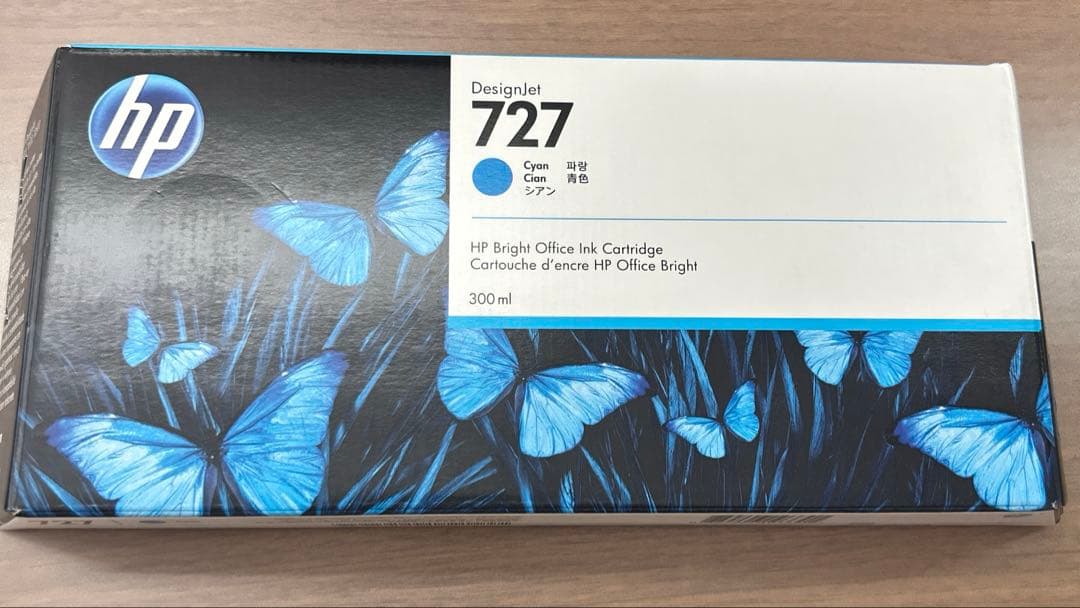 hp
DesignJet
727
Cyan 파랑
Cian 青色
シアン
HP Bright Office Ink Cartridge
Cartouche d'encre HP Office Bright
300 ml